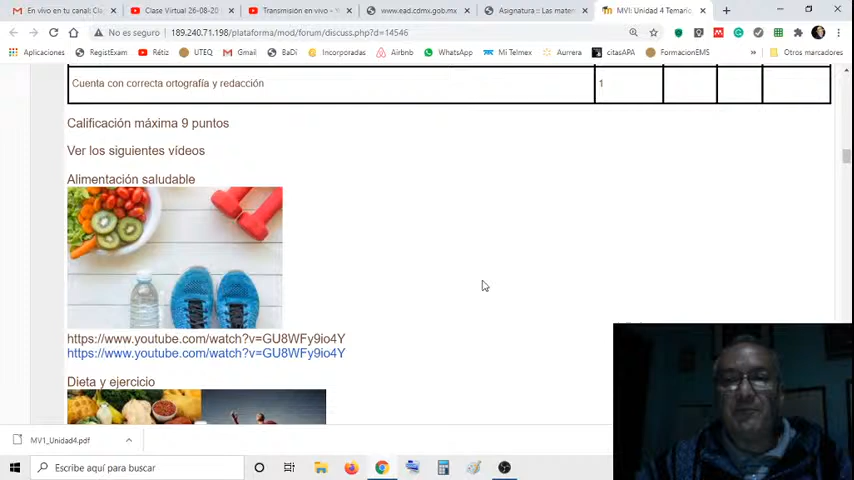 En vivo en tu canal: Cla
Clase Virtual 26-08-20
Transmisión en vivo - Y
www.ead.cdmx.gob.mx
Asignatura :: Las mater
MVI: Unidad 4 Temario
No es seguro | 189.240.71.198/plataforma/mod/forum/discuss.php?d=14546
Aplicaciones
RegistExam
Rétiz
UTEQ
Gmail
BaDi
Incorporadas
Airbnb
WhatsApp
Mi Telmex
Aurrera
citasAPA
FormacionEMS
Otros marcadores
Cuenta con correcta ortografía y redacción 1
Calificación máxima 9 puntos
Ver los siguientes vídeos
Alimentación saludable
https://www.youtube.com/watch?v=GU8WFy9io4Y
https://www.youtube.com/watch?v=GU8WFy9io4Y
Dieta y ejercicio
MV1_Unidad4.pdf
Escribe aquí para buscar